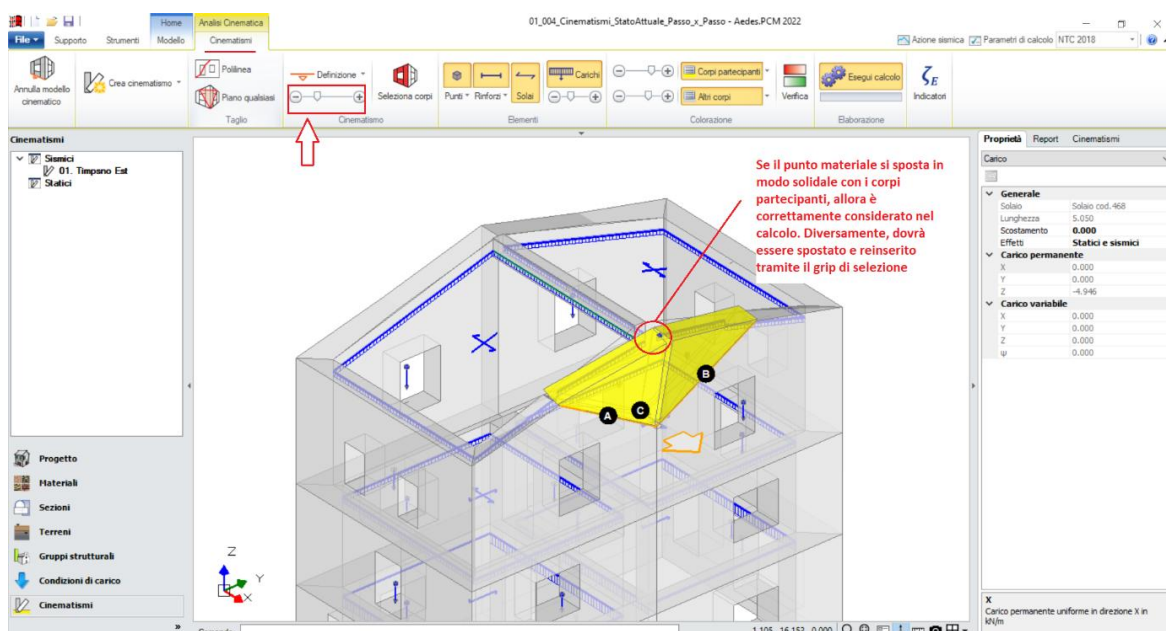 01_004_Cinematismi_StatoAttuale_Passo_x_Passo - Aedes.PCM 2022
Home
Analisi Cinematica
File
Supporto
Strumenti
Modello
Cinematismi
Azione sismica
Parametri di calcolo
NTC 2018
Annulla modello
cinematico
Crea cinematismo
Polilinea
Piano qualsiasi
Taglio
Definizione
Seleziona corpi
Cinematismo
Punti
Rinforzi
Solai
Carichi
Elementi
Corpi partecipanti
Altri corpi
Colorazione
Verifica
Esegui calcolo
Elaborazione
ζE
Indicatori
Cinematismi
Sismici
01. Timpsno Est
Statici
Progetto
Materiali
Sezioni
Terreni
Gruppi strutturali
Condizioni di carico
Cinematismi
»
Se il punto materiale si sposta in
modo solidale con i corpi
partecipanti, allora è
correttamente considerato nel
calcolo. Diversamente, dovrà
essere spostato e reinserito
tramite il grip di selezione
A
C
B
Z
Y
X
Proprietà
Report
Cinematismi
Carico
Generale
Solaio Solaio cod. 468
Lunghezza 5.050
Scostamento 0.000
Effetti Statici e sismici
Carico permanente
X 0.000
Y 0.000
Z -4.946
Carico variabile
X 0.000
Y 0.000
Z 0.000
ψ 0.000
X
Carico permanente uniforme in direzione X in
kN/m